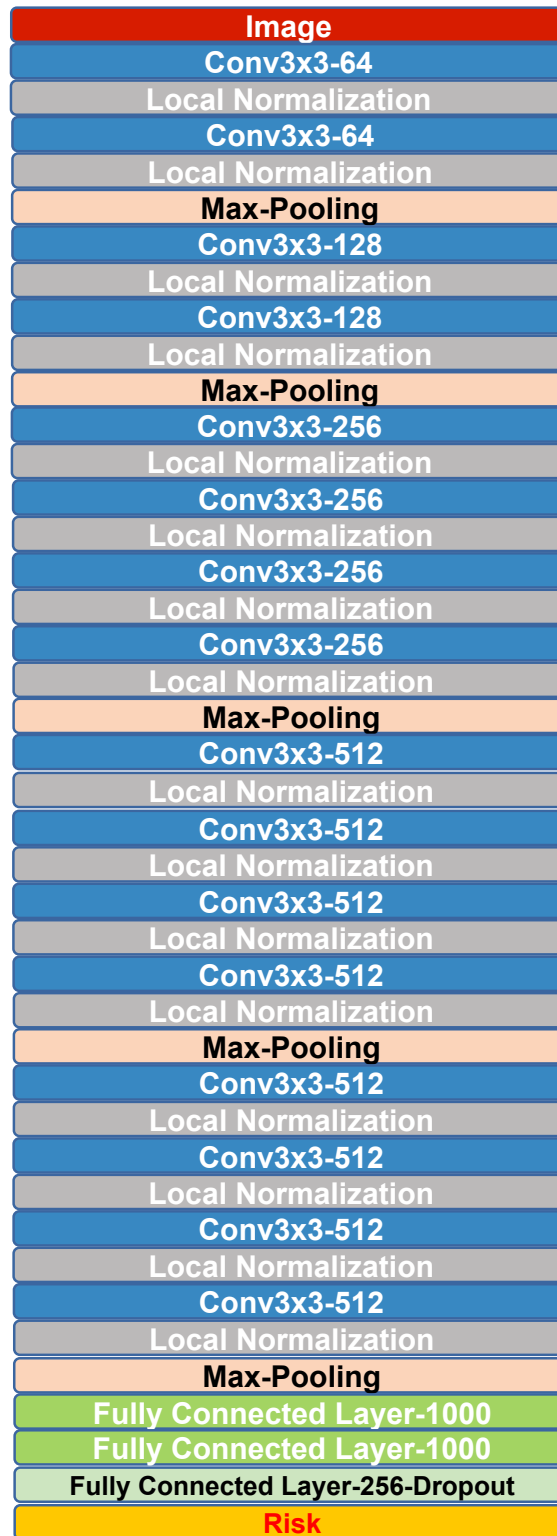 Image
Conv3x3-64
Local Normalization
Conv3x3-64
Local Normalization
Max-Pooling
Conv3x3-128
Local Normalization
Conv3x3-128
Local Normalization
Max-Pooling
Conv3x3-256
Local Normalization
Conv3x3-256
Local Normalization
Conv3x3-256
Local Normalization
Conv3x3-256
Local Normalization
Max-Pooling
Conv3x3-512
Local Normalization
Conv3x3-512
Local Normalization
Conv3x3-512
Local Normalization
Conv3x3-512
Local Normalization
Max-Pooling
Conv3x3-512
Local Normalization
Conv3x3-512
Local Normalization
Conv3x3-512
Local Normalization
Conv3x3-512
Local Normalization
Max-Pooling
Fully Connected Layer-1000
Fully Connected Layer-1000
Fully Connected Layer-256-Dropout
Risk